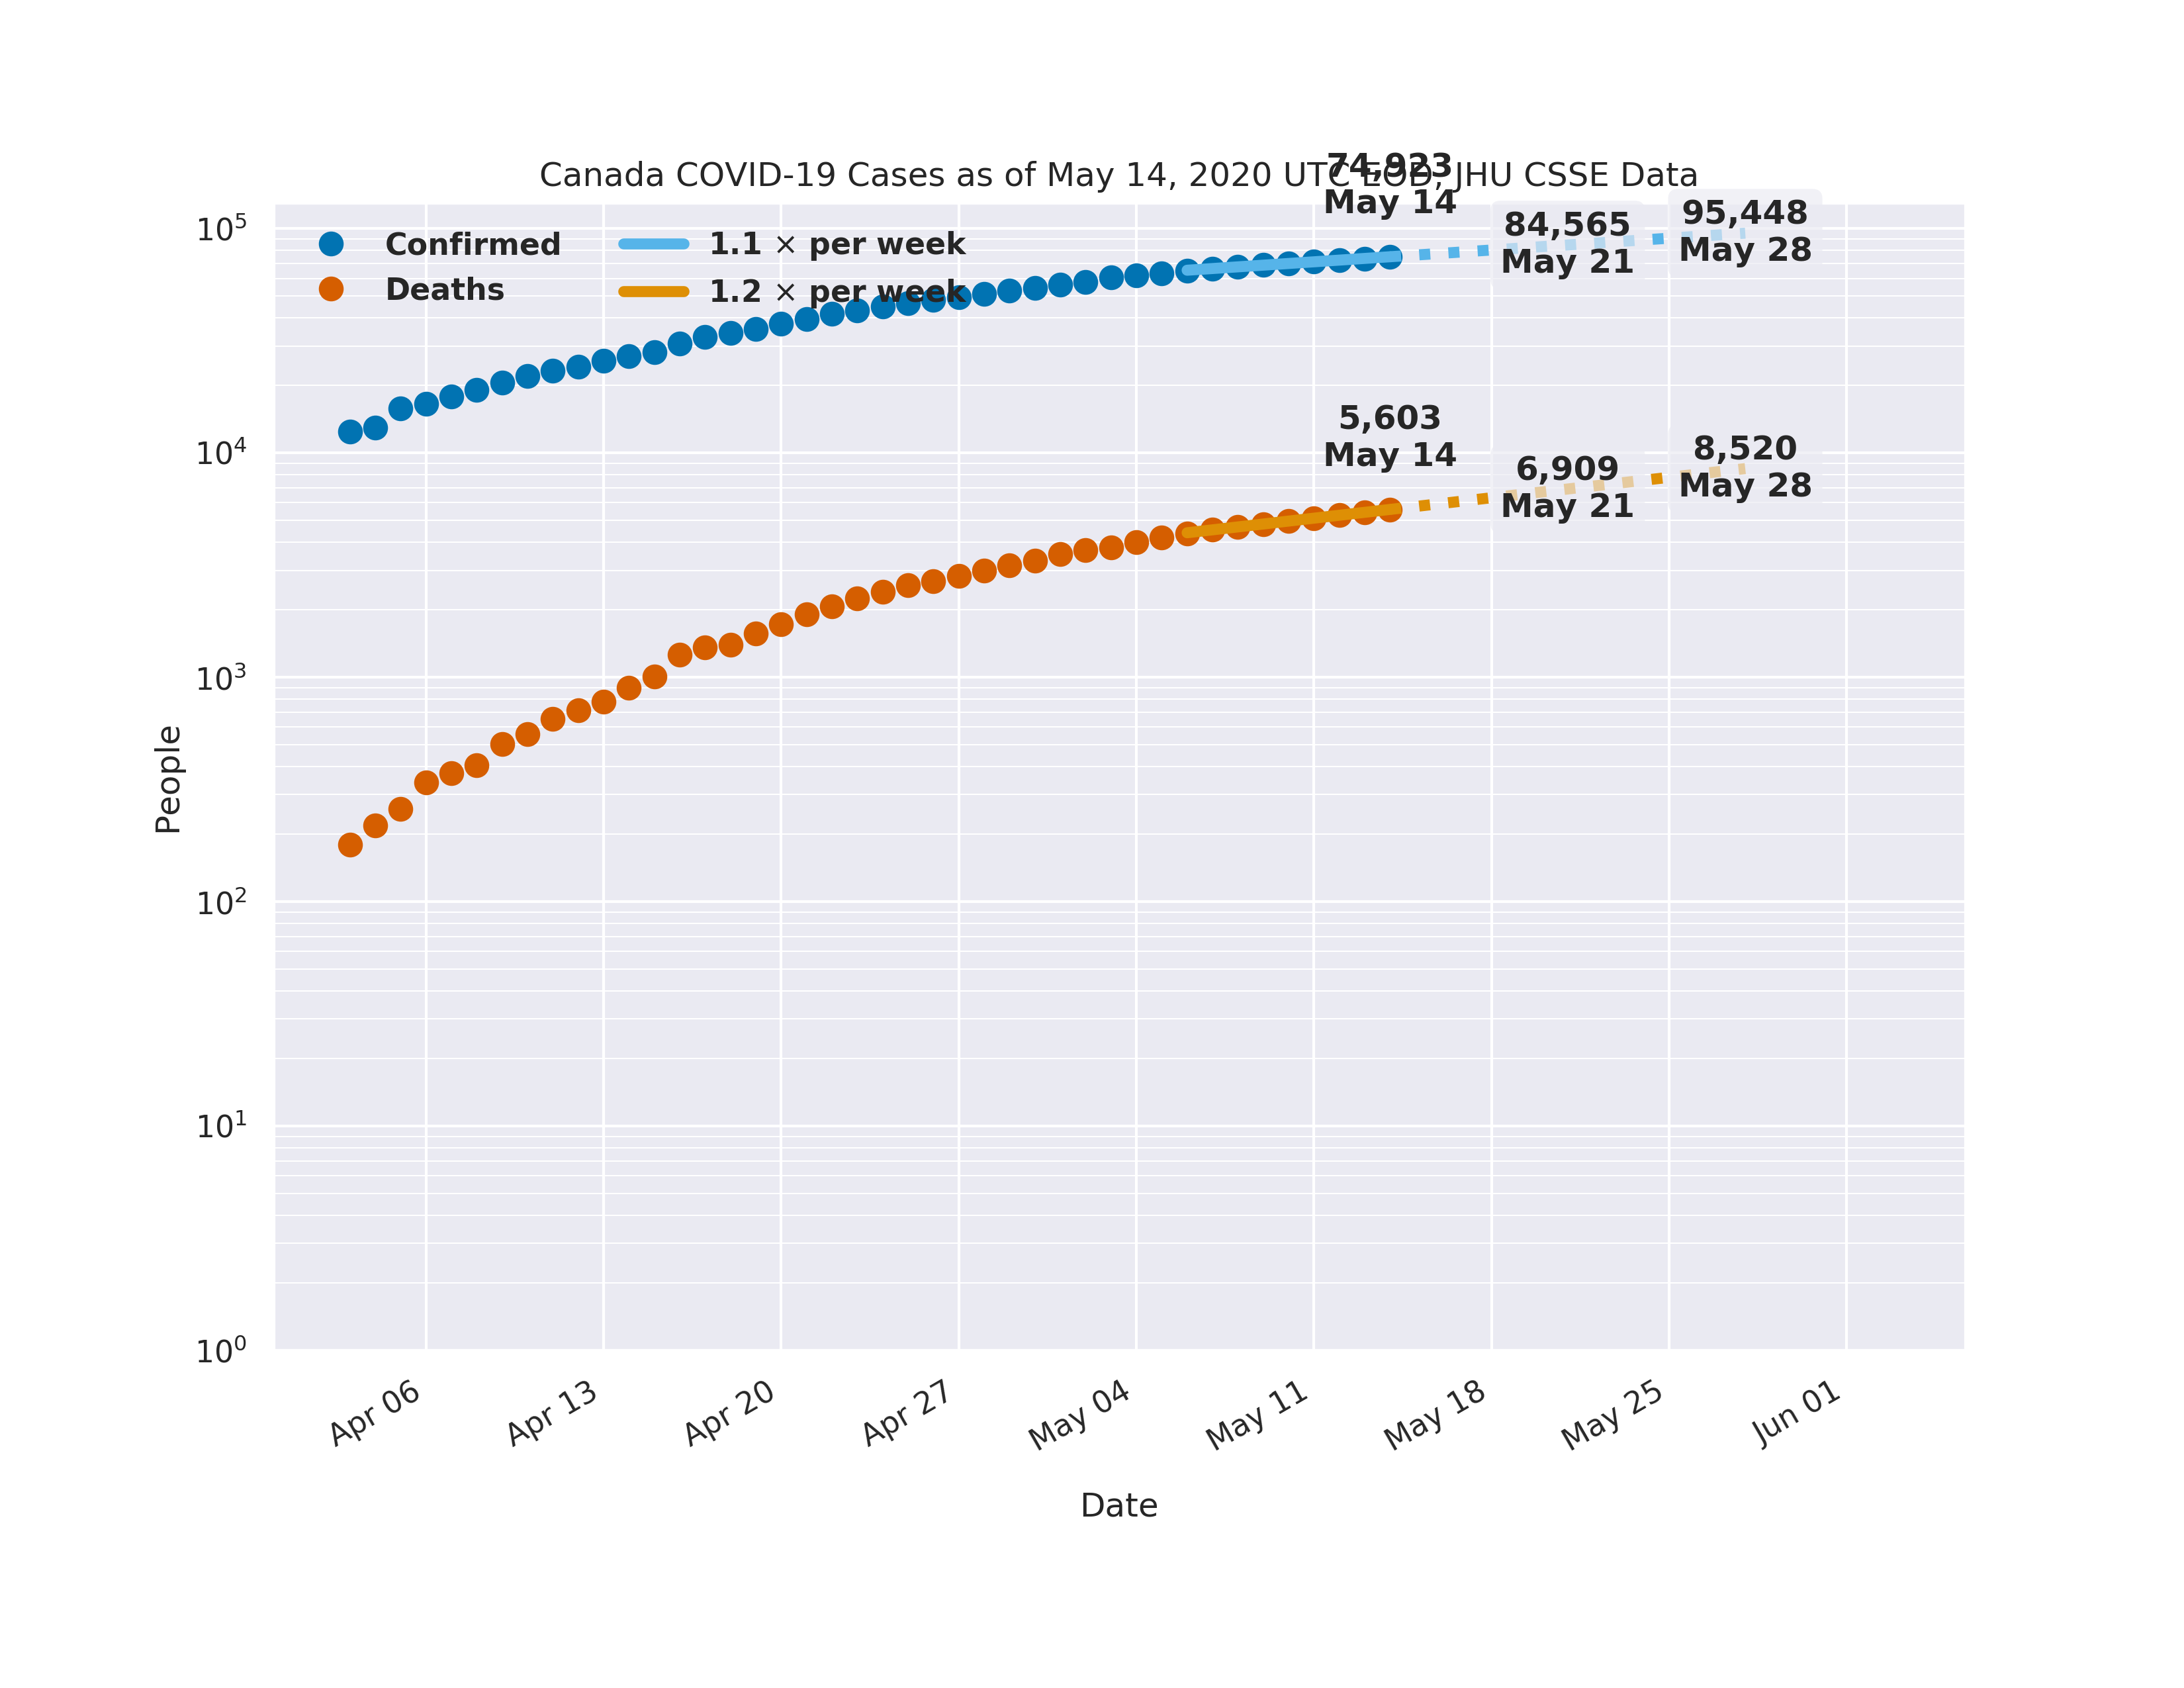 Canada COVID-19 Cases as of May 14, 2020 UTC EOD, JHU CSSE Data
74,923
May 14
84,565
May 21
95,448
May 28
Confirmed
Deaths
1.1 × per week
1.2 × per week
5,603
May 14
6,909
May 21
8,520
May 28
10⁵
10⁴
10³
10²
10¹
10⁰
People
Apr 06
Apr 13
Apr 20
Apr 27
May 04
May 11
May 18
May 25
Jun 01
Date